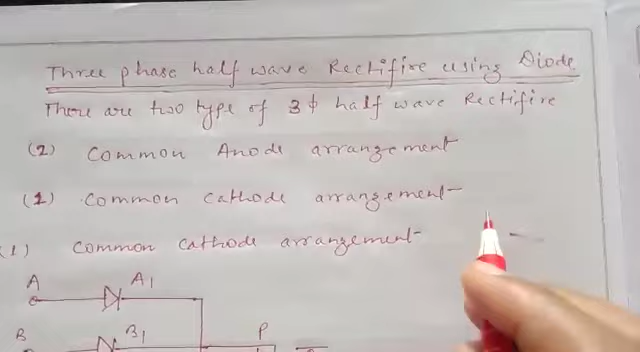 Three phase half wave Rectifire using Diode
There are two type of 3ϕ half wave Rectifire
(2) Common Anode arrangement
(1) Common Cathode arrangement
(1) Common Cathode arrangement
A A1
B B1 P